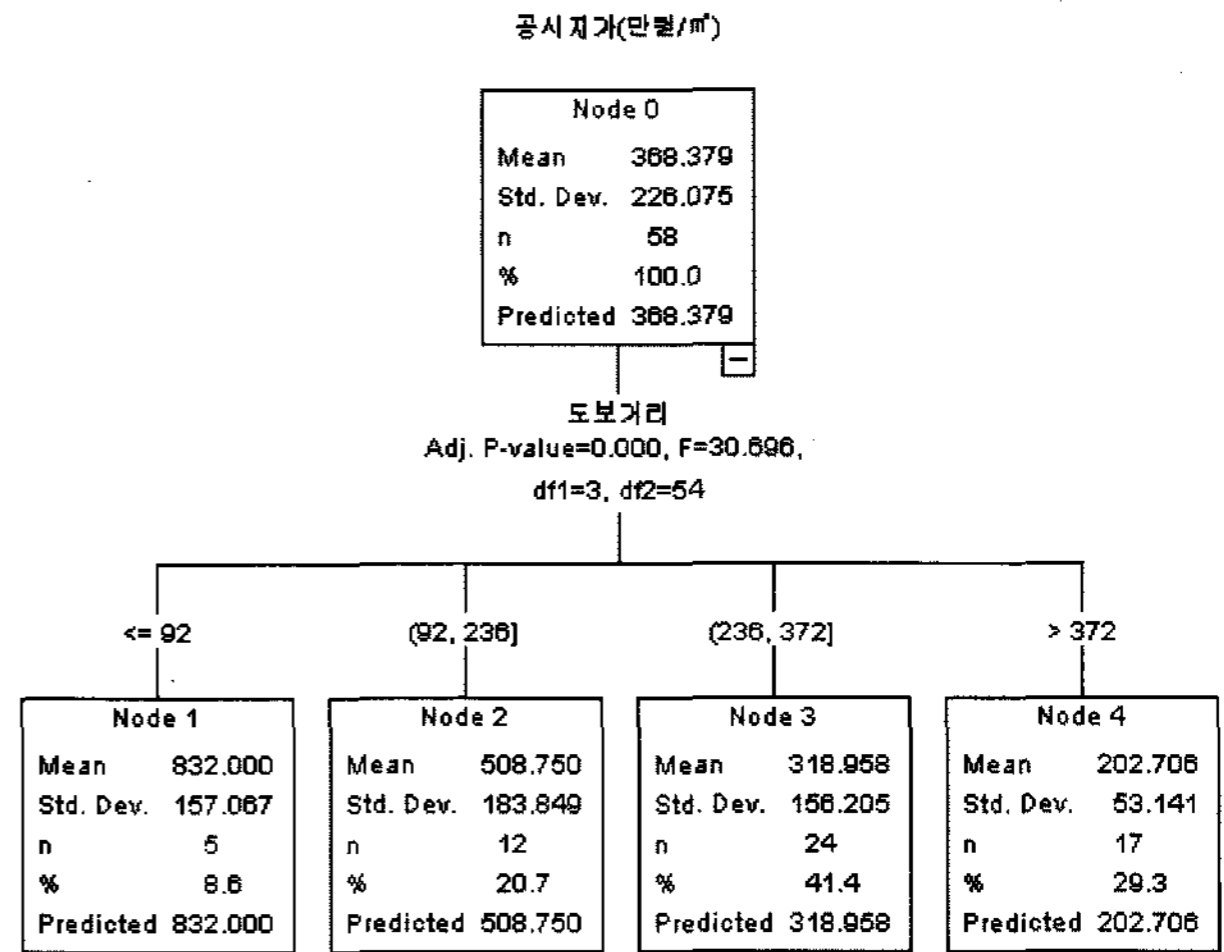 공시지가(만원/㎡)
Node 0
Mean 368.379
Std. Dev. 226.075
n 58
% 100.0
Predicted 368.379
도보거리
Adj. P-value=0.000, F=30.696,
df1=3, df2=54
<= 92
(92, 236]
(236, 372]
> 372
Node 1
Mean 832.000
Std. Dev. 157.067
n 5
% 8.6
Predicted 832.000
Node 2
Mean 508.750
Std. Dev. 183.849
n 12
% 20.7
Predicted 508.750
Node 3
Mean 318.958
Std. Dev. 156.205
n 24
% 41.4
Predicted 318.958
Node 4
Mean 202.706
Std. Dev. 53.141
n 17
% 29.3
Predicted 202.706